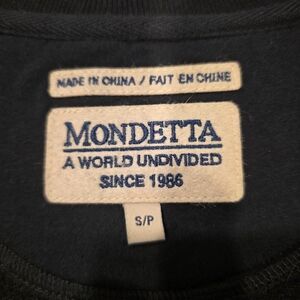 MADE IN CHINA / FAIT EN CHINE
MONDETTA
A WORLD UNDIVIDED
SINCE 1986
S/P